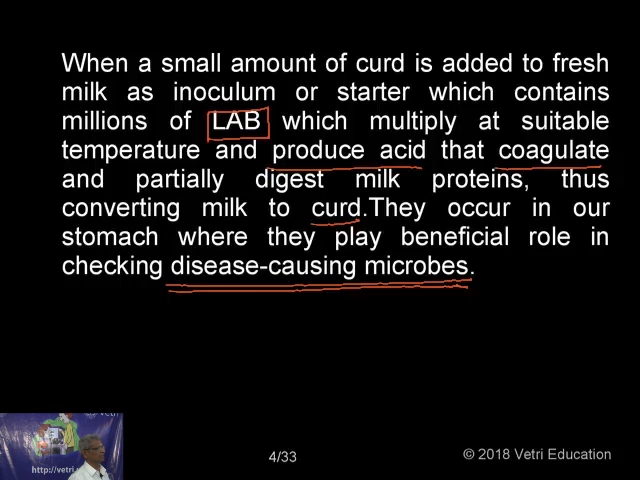 When a small amount of curd is added to fresh
milk as inoculum or starter which contains
millions of LAB which multiply at suitable
temperature and produce acid that coagulate
and partially digest milk proteins, thus
converting milk to curd.They occur in our
stomach where they play beneficial role in
checking disease-causing microbes.
http://vetri
4/33
© 2018 Vetri Education